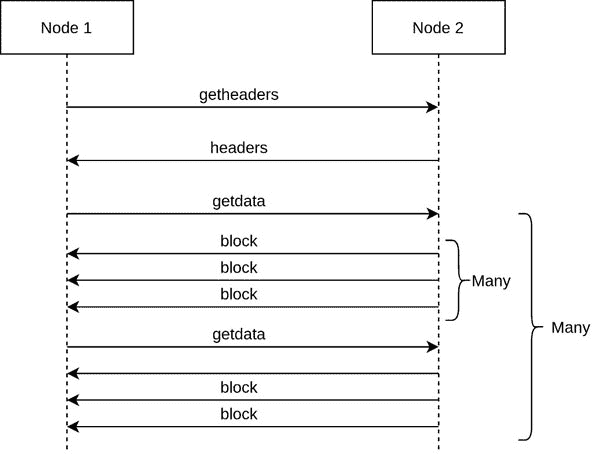 Node 1
Node 2
getheaders
headers
getdata
block
block
block
Many
getdata
Many
block
block